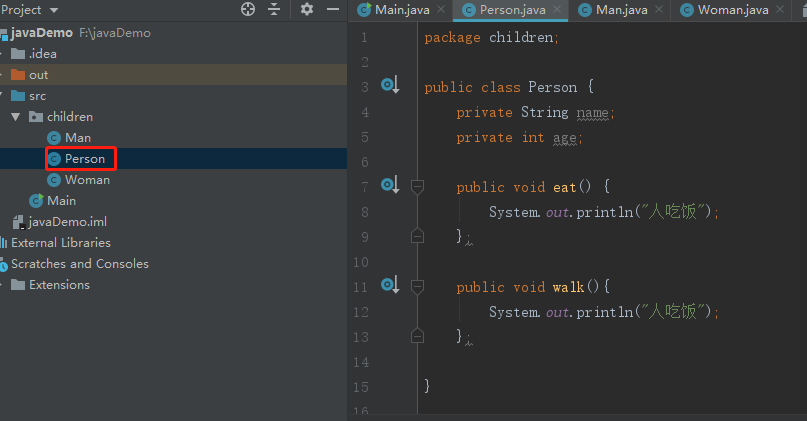 Project
javaDemo F:\javaDemo
.idea
out
src
children
Man
Person
Woman
Main
javaDemo.iml
External Libraries
Scratches and Consoles
Extensions
Main.java Person.java Man.java Woman.java
1 package children;
2
3 public class Person {
4 private String name;
5 private int age;
6
7 public void eat() {
8 System.out.println("人吃饭");
9 };
10
11 public void walk(){
12 System.out.println("人吃饭");
13 };
14
15 }
16